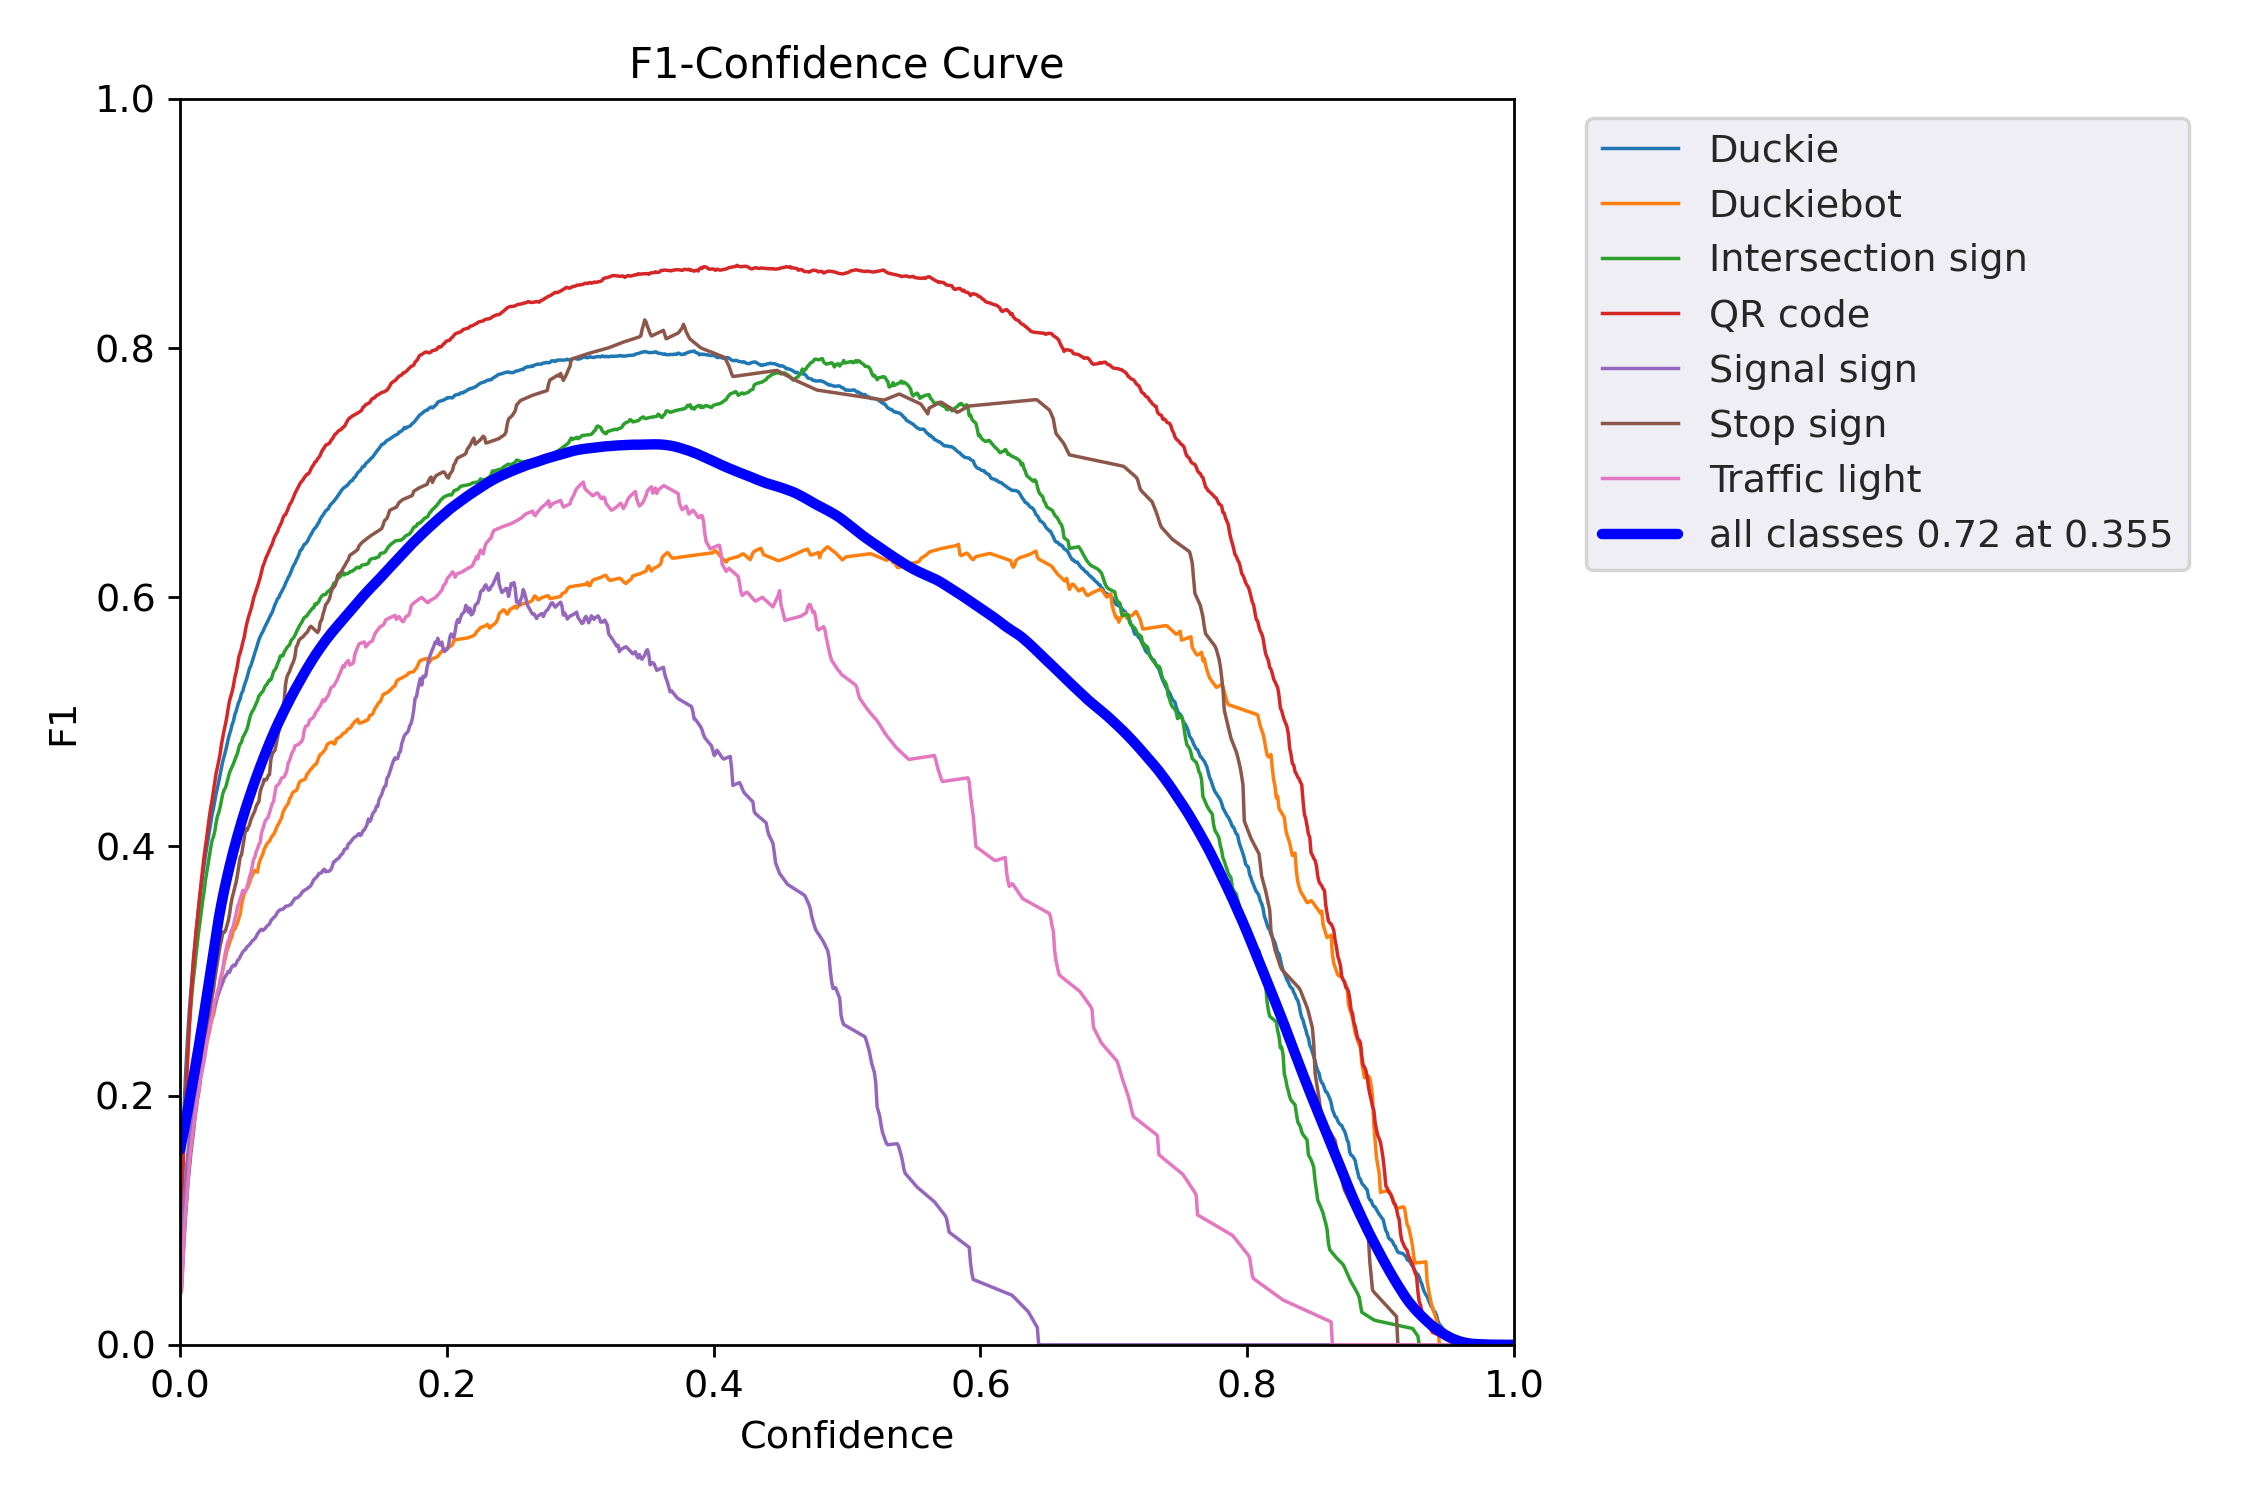 F1-Confidence Curve
1.0
0.8
0.6
0.4
0.2
0.0
F1
0.0 0.2 0.4 0.6 0.8 1.0
Confidence
Duckie
Duckiebot
Intersection sign
QR code
Signal sign
Stop sign
Traffic light
all classes 0.72 at 0.355